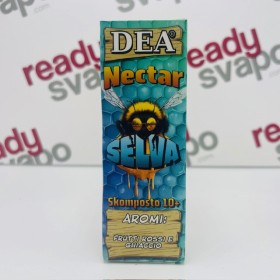 DEA®
Nectar
SELVA
Skomposto 10+
AROMI:
FRUTTI ROSSI E
GHIACCIO
ready
svapo
ready
svapo